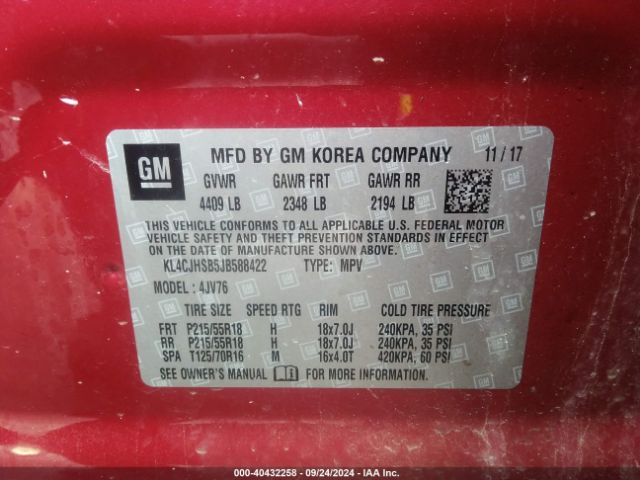 GM MFD BY GM KOREA COMPANY 11/17
GVWR GAWR FRT GAWR RR
4409 LB 2348 LB 2194 LB
THIS VEHICLE CONFORMS TO ALL APPLICABLE U.S. FEDERAL MOTOR
VEHICLE SAFETY AND THEFT PREVENTION STANDARDS IN EFFECT
ON THE DATE OF MANUFACTURE SHOWN ABOVE.
KL4CJHSB5JB588422 TYPE: MPV
MODEL : 4JV76
TIRE SIZE SPEED RTG RIM COLD TIRE PRESSURE
FRT P215/55R18 H 18x7.0J 240KPA, 35 PSI
RR P215/55R18 H 18x7.0J 240KPA, 35 PSI
SPA T125/70R16 M 16x4.0T 420KPA, 60 PSI
SEE OWNER'S MANUAL FOR MORE INFORMATION.
000-40432258 - 09/24/2024 - IAA Inc.